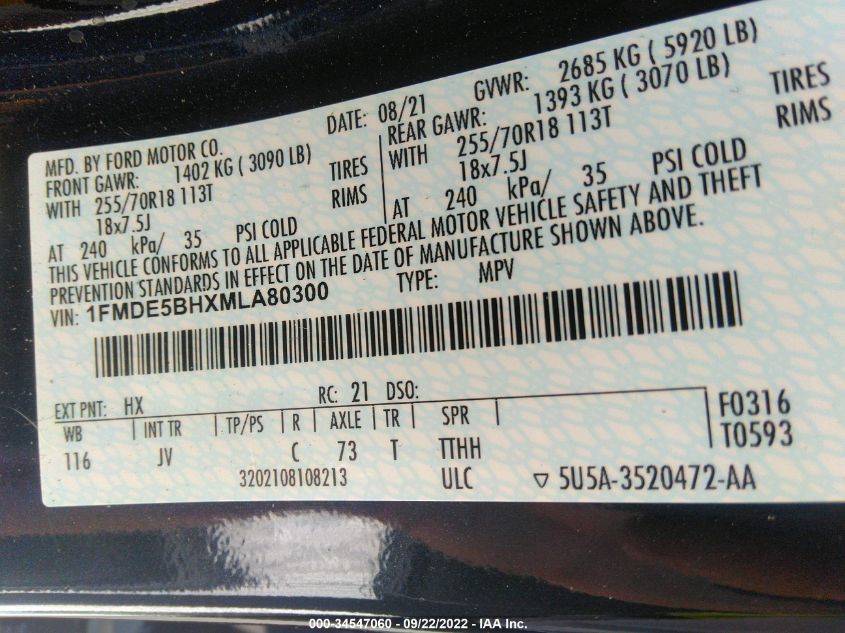 MFD. BY FORD MOTOR CO.
DATE: 08/21
GVWR: 2685 KG ( 5920 LB)
FRONT GAWR: 1402 KG ( 3090 LB)
WITH 255/70R18 113T TIRES
18x7.5J RIMS
AT 240 kPa/ 35 PSI COLD
REAR GAWR: 1393 KG ( 3070 LB)
WITH 255/70R18 113T TIRES
18x7.5J RIMS
AT 240 kPa/ 35 PSI COLD
THIS VEHICLE CONFORMS TO ALL APPLICABLE FEDERAL MOTOR VEHICLE SAFETY AND THEFT
PREVENTION STANDARDS IN EFFECT ON THE DATE OF MANUFACTURE SHOWN ABOVE.
VIN: 1FMDE5BHXMLA80300 TYPE: MPV
EXT PNT: HX RC: 21 DSO:
WB INT TR TP/PS R AXLE TR SPR
116 JV C 73 T TTHH
F0316
T0593
3202108108213 ULC ▽ 5U5A-3520472-AA
000-34547060 - 09/22/2022 - IAA Inc.